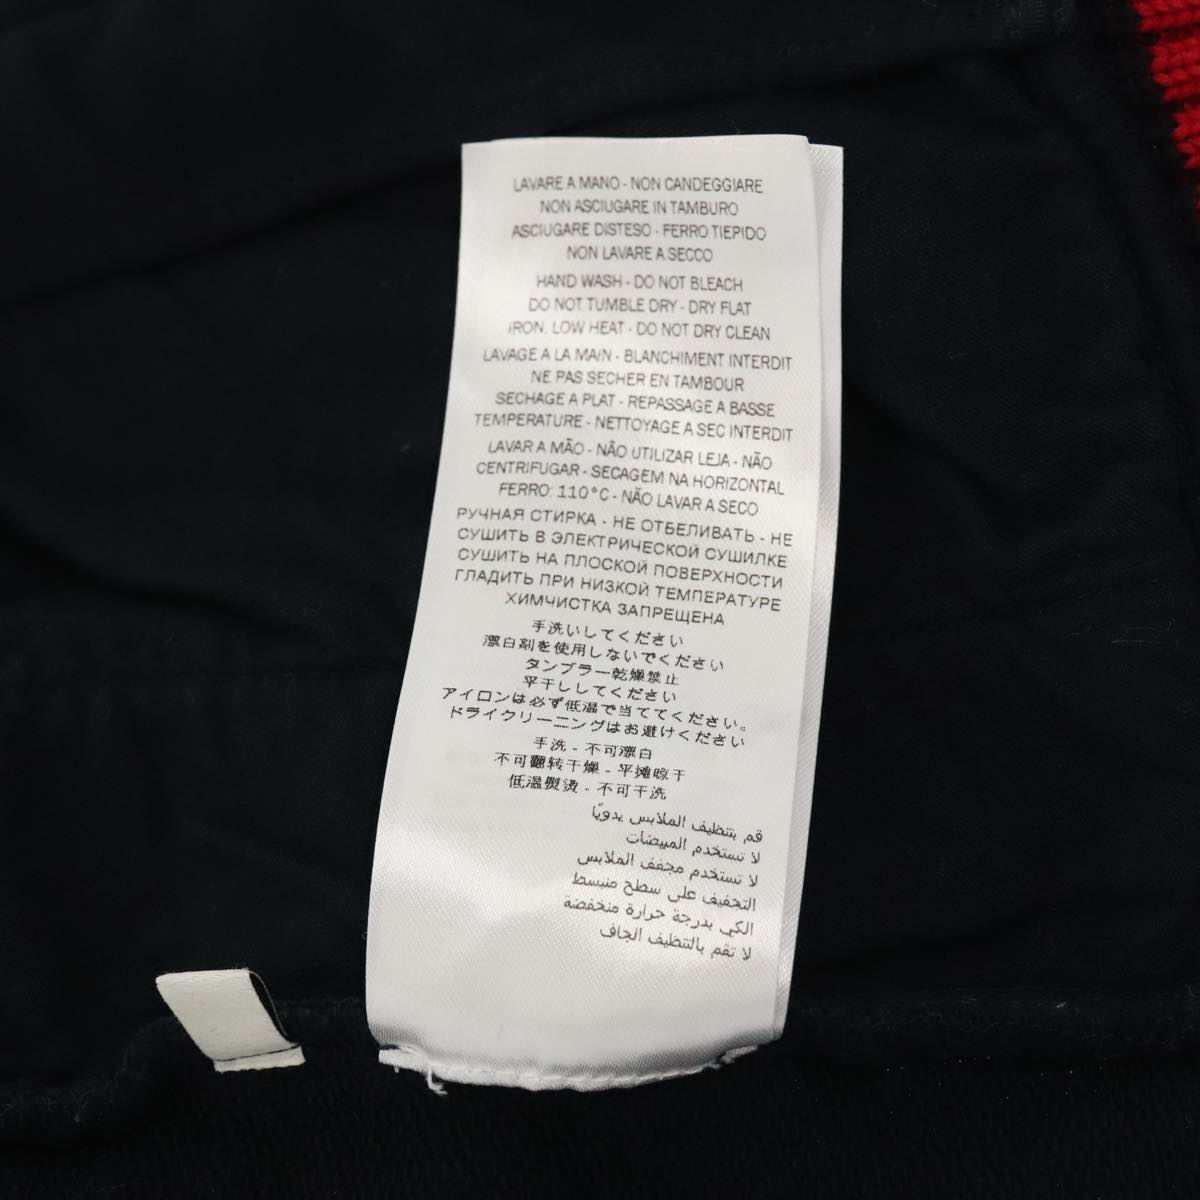 LAVARE A MANO - NON CANDEGGIARE
NON ASCIUGARE IN TAMBURO
ASCIUGARE DISTESO - FERRO TIEPIDO
NON LAVARE A SECCO
HAND WASH - DO NOT BLEACH
DO NOT TUMBLE DRY - DRY FLAT
IRON, LOW HEAT - DO NOT DRY CLEAN
LAVAGE A LA MAIN - BLANCHIMENT INTERDIT
NE PAS SECHER EN TAMBOUR
SECHAGE A PLAT - REPASSAGE A BASSE
TEMPERATURE - NETTOYAGE A SEC INTERDIT
LAVAR A MÃO - NÃO UTILIZAR LEJA - NÃO
CENTRIFUGAR - SECAGEM NA HORIZONTAL
FERRO: 110°C - NÃO LAVAR A SECO
РУЧНАЯ СТИРКА - НЕ ОТБЕЛИВАТЬ - НЕ
СУШИТЬ В ЭЛЕКТРИЧЕСКОЙ СУШИЛКЕ
СУШИТЬ НА ПЛОСКОЙ ПОВЕРХНОСТИ
ГЛАДИТЬ ПРИ НИЗКОЙ ТЕМПЕРАТУРЕ
ХИМЧИСТКА ЗАПРЕЩЕНА
手洗いしてください
漂白剤を使用しないでください
タンブラー乾燥禁止
平干ししてください
アイロンは必ず低温で当ててください。
ドライクリーニングはお避けください
手洗 - 不可漂白
不可翻转干燥 - 平摊晾干
低温熨烫 - 不可干洗
قم بتنظيف الملابس يدويًا
لا تستخدم المبيضات
لا تستخدم مجفف الملابس
التجفيف على سطح منبسط
الكي بدرجة حرارة منخفضة
لا تقم بالتنظيف الجاف